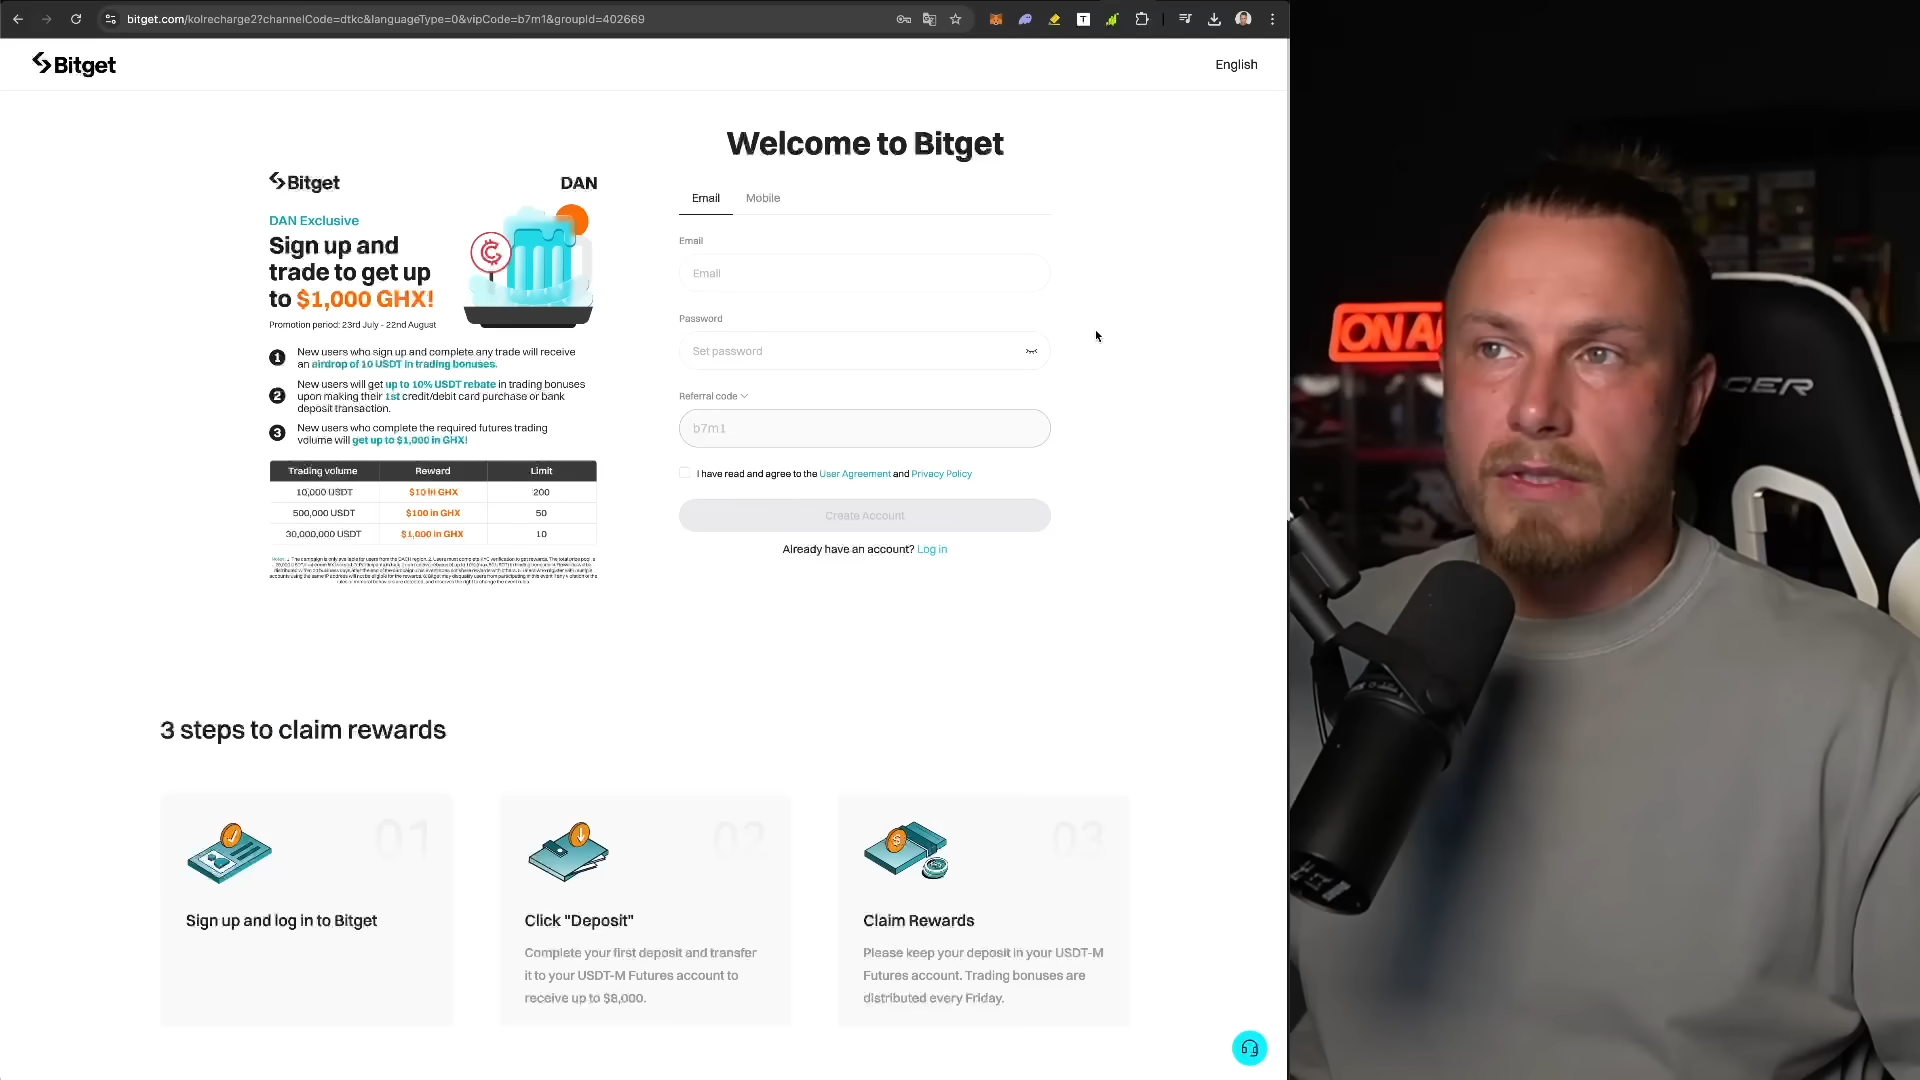 bitget.com/kolrecharge2?channelCode=dtkc&languageType=0&vipCode=b7m1&groupId=402669
Bitget
English
Bitget
DAN
DAN Exclusive
Sign up and
trade to get up
to $1,000 GHX!
Promotion period: 23rd July - 22nd August
1
New users who sign up and complete any trade will receive
an airdrop of 10 USDT in trading bonuses.
2
New users will get up to 10% USDT rebate in trading bonuses
upon making their 1st credit/debit card purchase or bank
deposit transaction.
3
New users who complete the required futures trading
volume will get up to $1,000 in GHX!
Trading volume Reward Limit
10,000 USDT $10 in GHX 200
500,000 USDT $100 in GHX 50
30,000,000 USDT $1,000 in GHX 10
Welcome to Bitget
Email Mobile
Email
Email
Password
Set password
Referral code
b7m1
I have read and agree to the User Agreement and Privacy Policy
Create Account
Already have an account? Log in
3 steps to claim rewards
01
Sign up and log in to Bitget
02
Click "Deposit"
Complete your first deposit and transfer
it to your USDT-M Futures account to
receive up to $8,000.
03
Claim Rewards
Please keep your deposit in your USDT-M
Futures account. Trading bonuses are
distributed every Friday.
ON A
CER